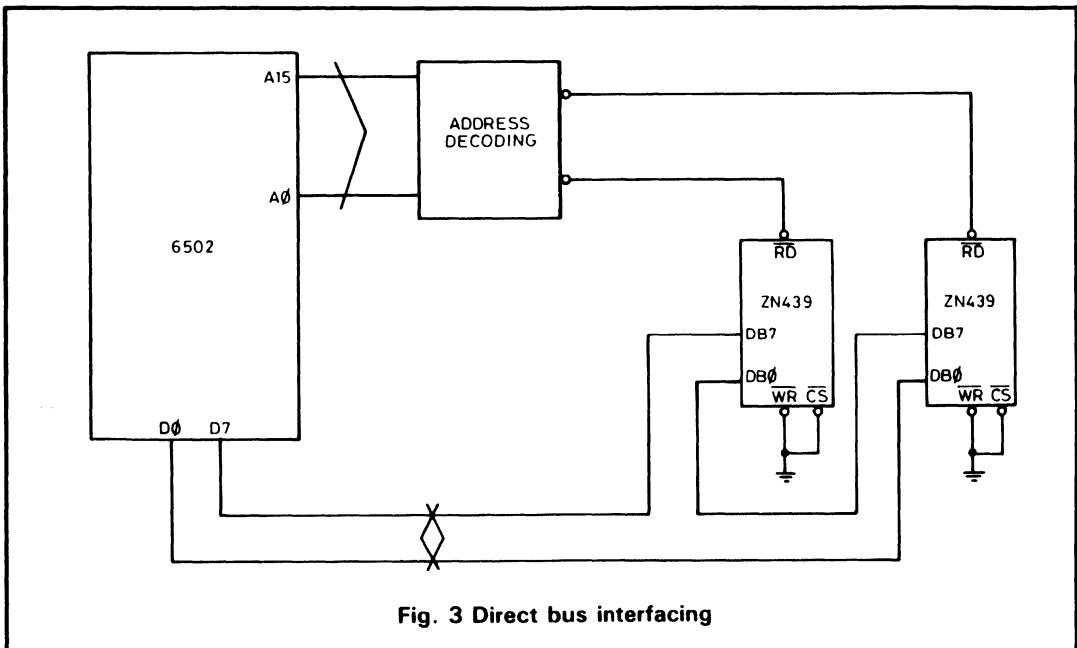 A15
ADDRESS
DECODING
AØ
6502
RD
RD
ZN439
ZN439
DB7
DB7
DBØ
DBØ
WR CS
WR CS
DØ D7
Fig. 3 Direct bus interfacing